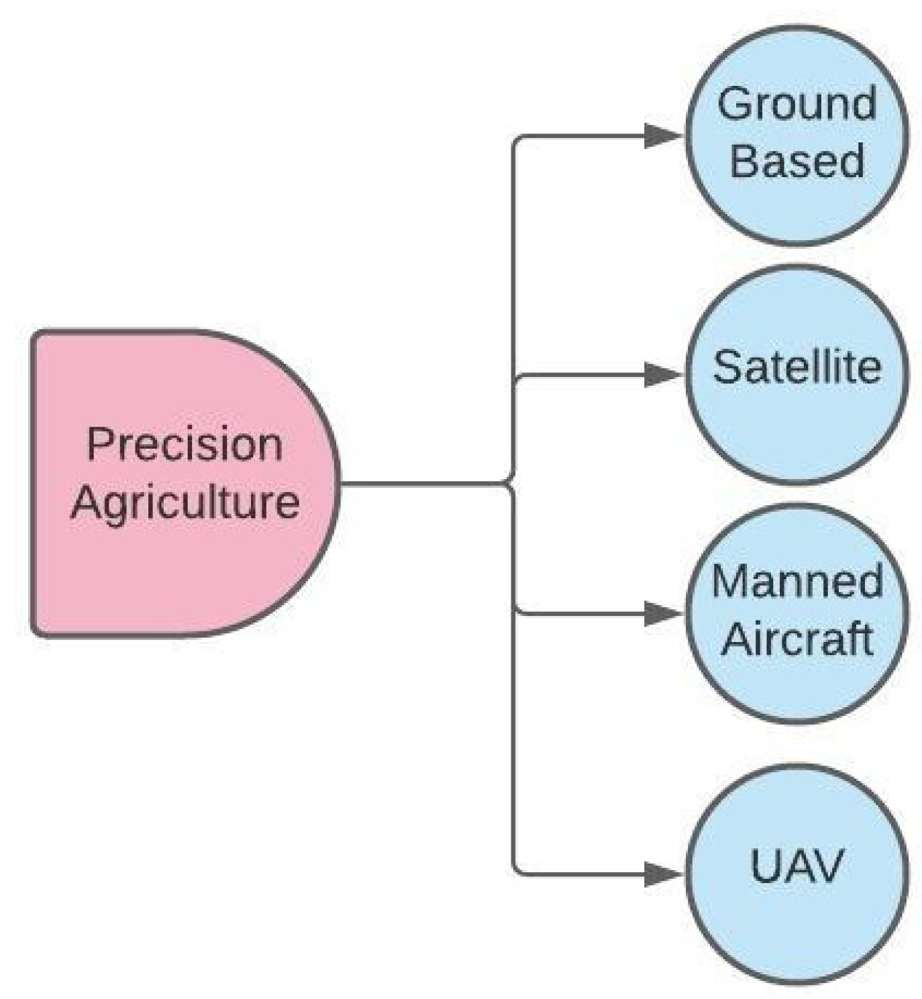 Ground
Based
Satellite
Precision
Agriculture
Manned
Aircraft
UAV